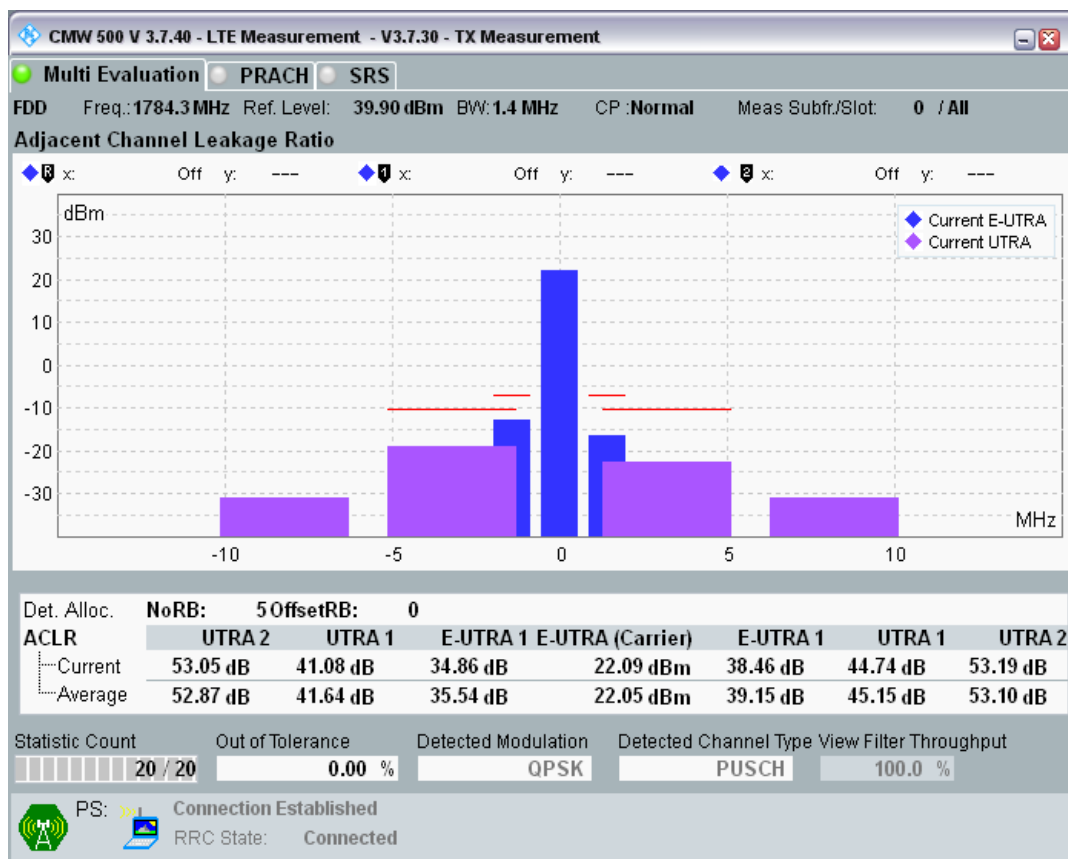 CMW 500 V 3.7.40 - LTE Measurement - V3.7.30 - TX Measurement
Multi Evaluation PRACH SRS
FDD Freq.: 1784.3 MHz Ref. Level: 39.90 dBm BW: 1.4 MHz CP :Normal Meas Subfr./Slot: 0 / All
Adjacent Channel Leakage Ratio
R x: Off y: --- 1 x: Off y: --- 2 x: Off y: ---
dBm
Current E-UTRA
Current UTRA
30
20
10
0
-10
-20
-30
MHz
-10 -5 0 5 10
Det. Alloc. NoRB: 5 OffsetRB: 0
ACLR UTRA 2 UTRA 1 E-UTRA 1 E-UTRA (Carrier) E-UTRA 1 UTRA 1 UTRA 2
Current 53.05 dB 41.08 dB 34.86 dB 22.09 dBm 38.46 dB 44.74 dB 53.19 dB
Average 52.87 dB 41.64 dB 35.54 dB 22.05 dBm 39.15 dB 45.15 dB 53.10 dB
Statistic Count Out of Tolerance Detected Modulation Detected Channel Type View Filter Throughput
20 / 20 0.00 % QPSK PUSCH 100.0 %
PS: Connection Established
RRC State: Connected